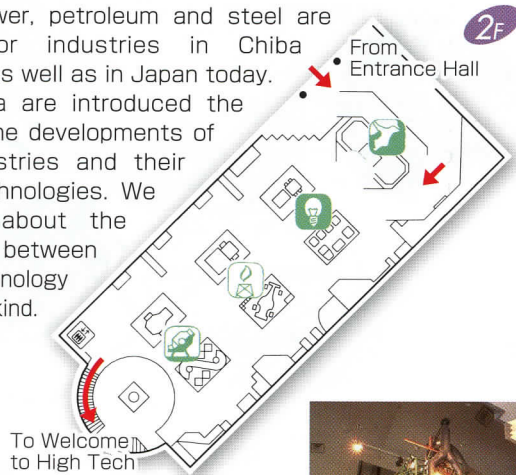 wer, petroleum and steel are
or industries in Chiba
s well as in Japan today.
a are introduced the
he developments of
stries and their
hnologies. We
about the
between
nology
kind.
2F
From
Entrance Hall
To Welcome
to High Tech